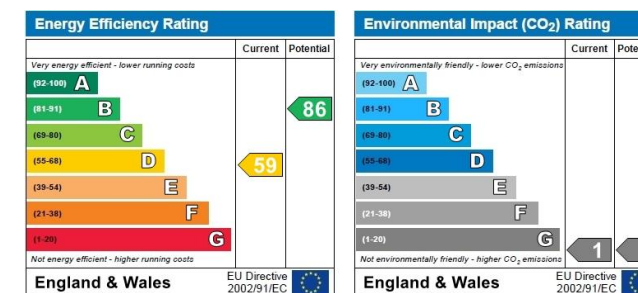 Energy Efficiency Rating
Current Potential
Very energy efficient - lower running costs
(92-100) A
(81-91) B
86
(69-80) C
(55-68) D
59
(39-54) E
(21-38) F
(1-20) G
Not energy efficient - higher running costs
England & Wales
EU Directive
2002/91/EC
Environmental Impact (CO₂) Rating
Current Pote
Very environmentally friendly - lower CO₂ emissions
(92-100) A
(81-91) B
(69-80) C
(55-68) D
(39-54) E
(21-38) F
(1-20) G
1
Not environmentally friendly - higher CO₂ emissions
England & Wales
EU Directive
2002/91/EC